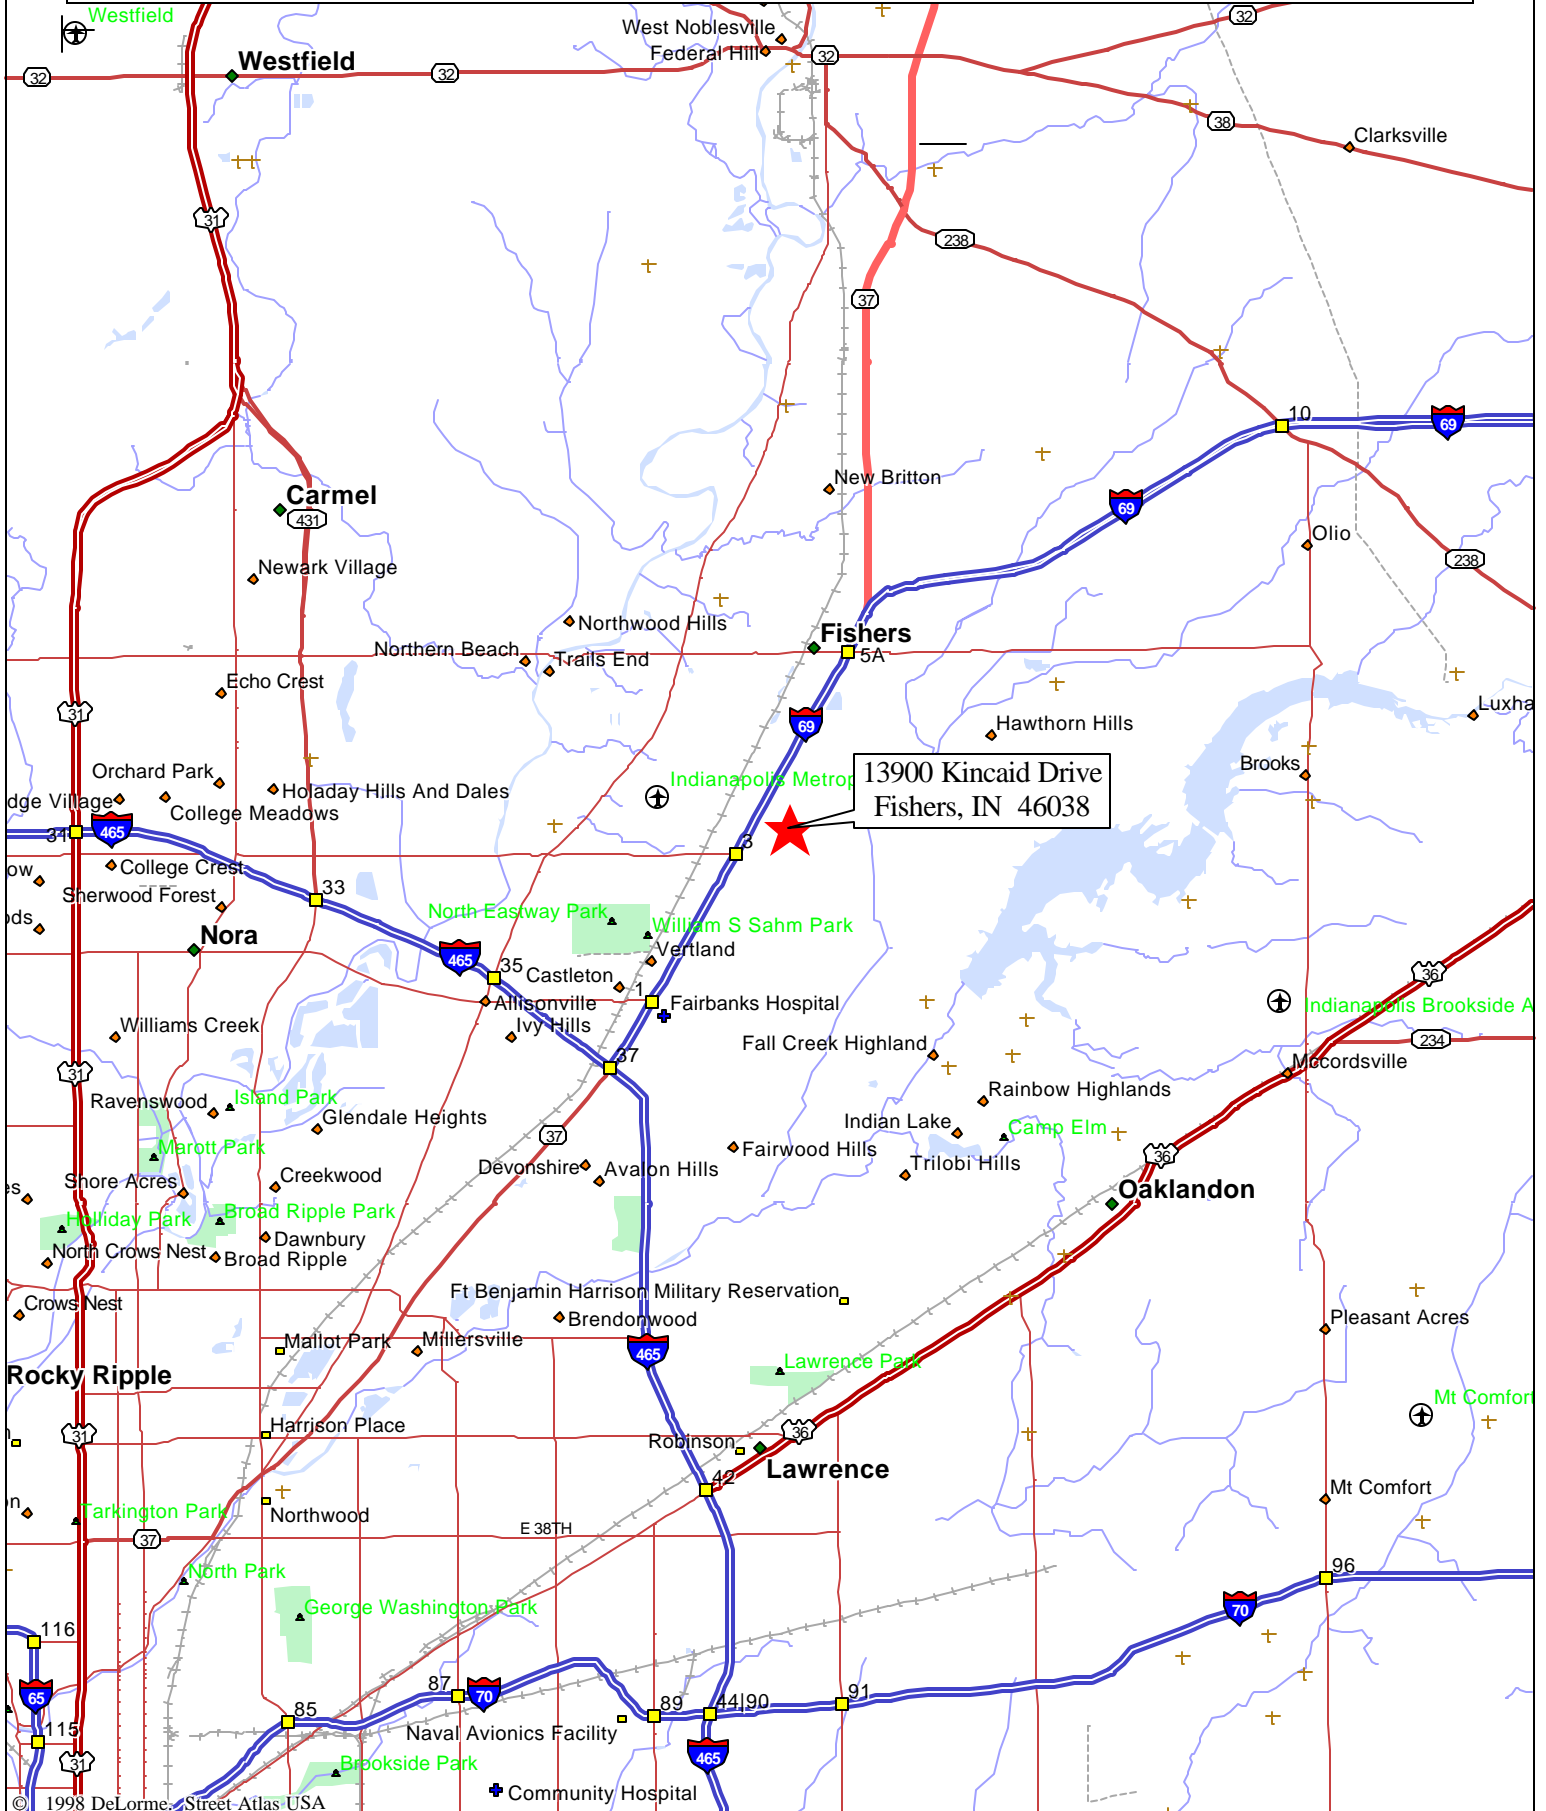 Westfield
West Noblesville
32
Federal Hill
32
Westfield
32
32
38
Clarksville
31
238
37
10
69
New Britton
69
Carmel
431
Olio
238
Newark Village
Northwood Hills
Fishers
Northern Beach
Trails End
5A
Echo Crest
31
Luxha
69
Hawthorn Hills
Brooks
Orchard Park
Indianapolis Metrop
13900 Kincaid Drive
Fishers, IN 46038
Holaday Hills And Dales
dge Village
College Meadows
31
465
3
ow
College Crest
Sherwood Forest
33
North Eastway Park
ods
William S Sahm Park
Nora
Vertland
465
35
Castleton
36
1
Allisonville
Fairbanks Hospital
Indianapolis Brookside A
Williams Creek
Ivy Hills
Fall Creek Highland
234
37
Mccordsville
31
Rainbow Highlands
Ravenswood
Island Park
Glendale Heights
Indian Lake
Camp Elm
37
Marott Park
Fairwood Hills
36
Devonshire
Avalon Hills
Trilobi Hills
Shore Acres
Creekwood
es
Oaklandon
Holliday Park
Broad Ripple Park
Dawnbury
North Crows Nest
Broad Ripple
Ft Benjamin Harrison Military Reservation
Crows Nest
Brendonwood
Pleasant Acres
Mallot Park
Millersville
465
Lawrence Park
Rocky Ripple
Mt Comfort
31
Harrison Place
36
Robinson
n
Lawrence
42
Mt Comfort
on
Tarkington Park
Northwood
E 38TH
37
North Park
96
George Washington Park
70
116
65
87
70
91
85
89
44|90
115
Naval Avionics Facility
31
465
Brookside Park
Community Hospital
© 1998 DeLorme. Street Atlas USA